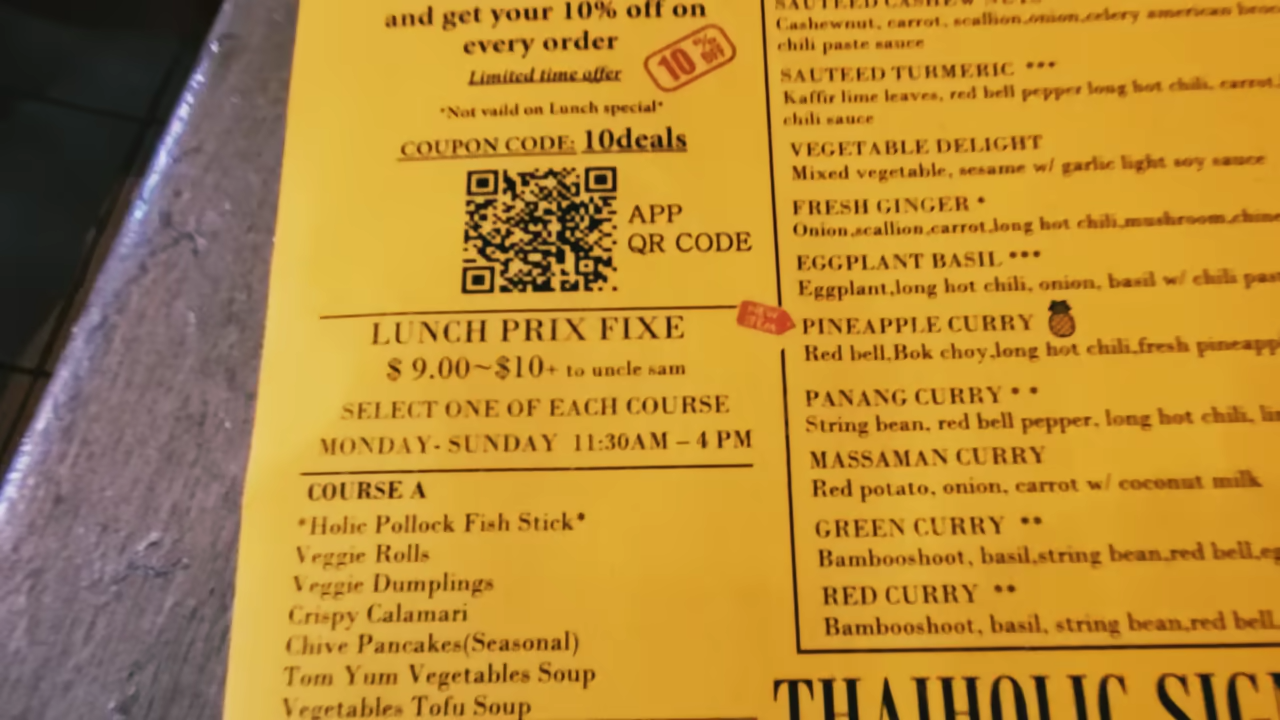 and get your 10% off on
every order
Limited time offer
10 % OFF
*Not vaild on Lunch special*
COUPON CODE: 10deals
APP
QR CODE
LUNCH PRIX FIXE
$ 9.00~$10+ to uncle sam
SELECT ONE OF EACH COURSE
MONDAY- SUNDAY 11:30AM – 4 PM
COURSE A
*Holic Pollock Fish Stick*
Veggie Rolls
Veggie Dumplings
Crispy Calamari
Chive Pancakes(Seasonal)
Tom Yum Vegetables Soup
Vegetables Tofu Soup
SAUTEED CASHEW NUTS
Cashewnut, carrot, scallion,onion,celery american
chili paste sauce
SAUTEED TURMERIC ***
Kaffir lime leaves, red bell pepper long hot chili, carrot,
chili sauce
VEGETABLE DELIGHT
Mixed vegetable, sesame w/ garlic light soy sauce
FRESH GINGER *
Onion,scallion,carrot,long hot chili,mushroom,
EGGPLANT BASIL ***
Eggplant,long hot chili, onion, basil w/ chili
NEW ITEM
PINEAPPLE CURRY
Red bell,Bok choy,long hot chili,fresh
PANANG CURRY **
String bean, red bell pepper, long hot chili,
MASSAMAN CURRY
Red potato, onion, carrot w/ coconut milk
GREEN CURRY **
Bambooshoot, basil,string bean,red bell,
RED CURRY **
Bambooshoot, basil, string bean,red bell,
THAIHOLIC